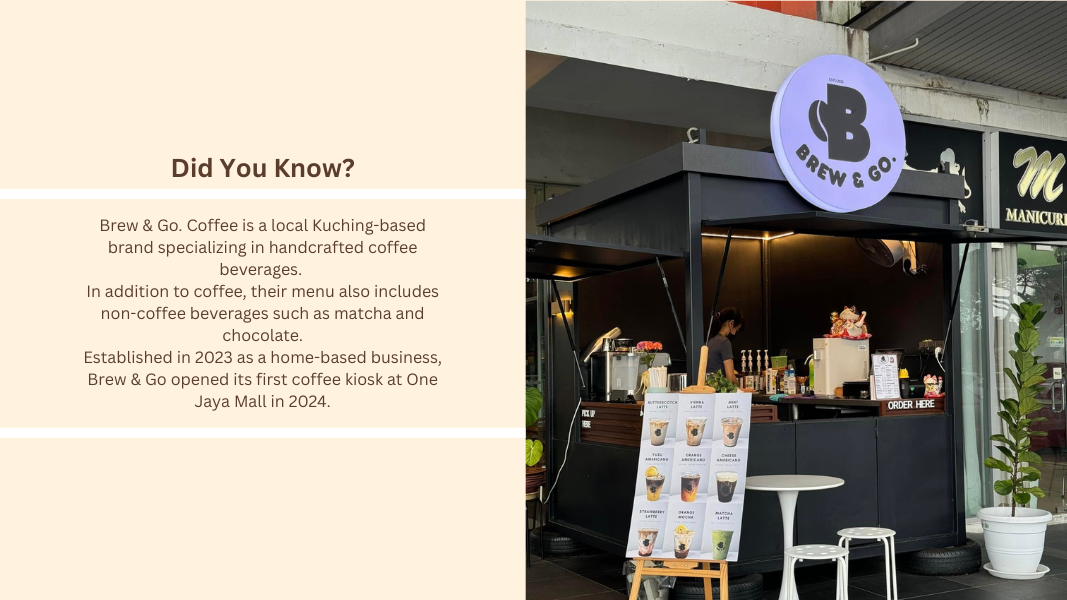 Did You Know?
Brew & Go. Coffee is a local Kuching-based
brand specializing in handcrafted coffee
beverages.
In addition to coffee, their menu also includes
non-coffee beverages such as matcha and
chocolate.
Established in 2023 as a home-based business,
Brew & Go opened its first coffee kiosk at One
Jaya Mall in 2024.
B
BREW & GO.
M
MANICURE
PICK UP
HERE
ORDER HERE
BUTTERSCOTCH
LATTE
VIENNA
LATTE
LATTE
YUZU
AMERICANO
ORANGE
AMERICANO
CHEESE
AMERICANO
STRAWBERRY
LATTE
ORANGE
MOCHA
MATCHA
LATTE